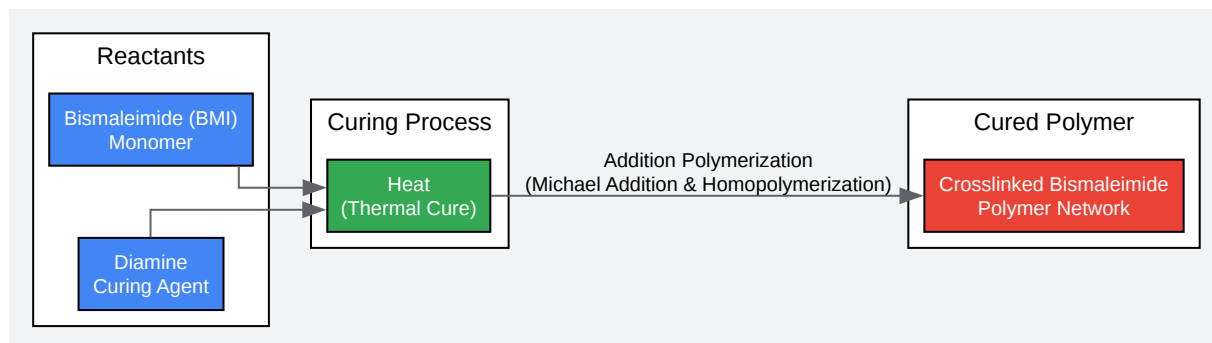 Reactants
Bismaleimide (BMI)
Monomer
Diamine
Curing Agent
Curing Process
Heat
(Thermal Cure)
Addition Polymerization
(Michael Addition & Homopolymerization)
Cured Polymer
Crosslinked Bismaleimide
Polymer Network